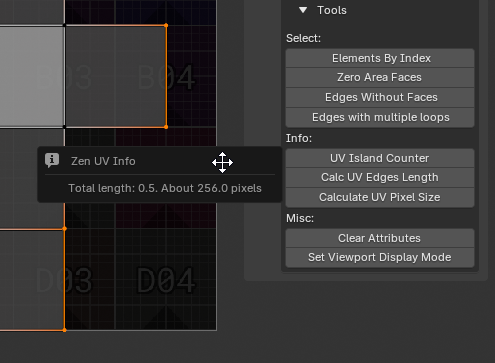 Tools
Select:
Elements By Index
Zero Area Faces
Edges Without Faces
Edges with multiple loops
Info:
UV Island Counter
Calc UV Edges Length
Calculate UV Pixel Size
Misc:
Clear Attributes
Set Viewport Display Mode
B03 B04
Zen UV Info
Total length: 0.5. About 256.0 pixels
D03 D04